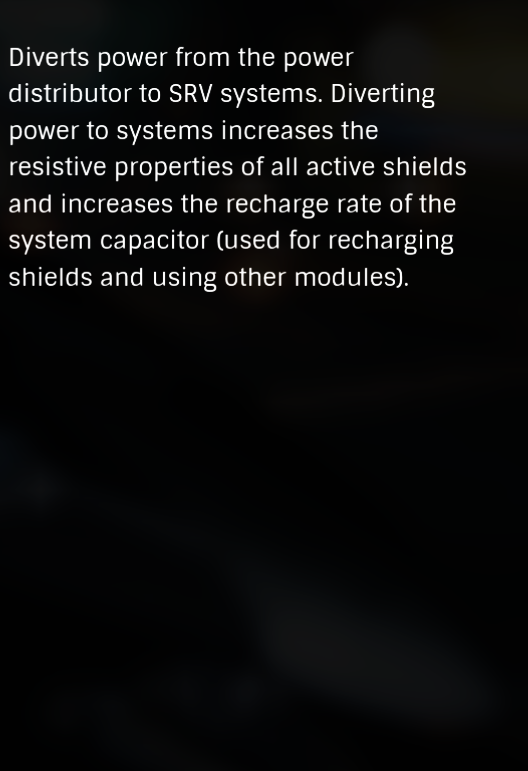 Diverts power from the power
distributor to SRV systems. Diverting
power to systems increases the
resistive properties of all active shields
and increases the recharge rate of the
system capacitor (used for recharging
shields and using other modules).